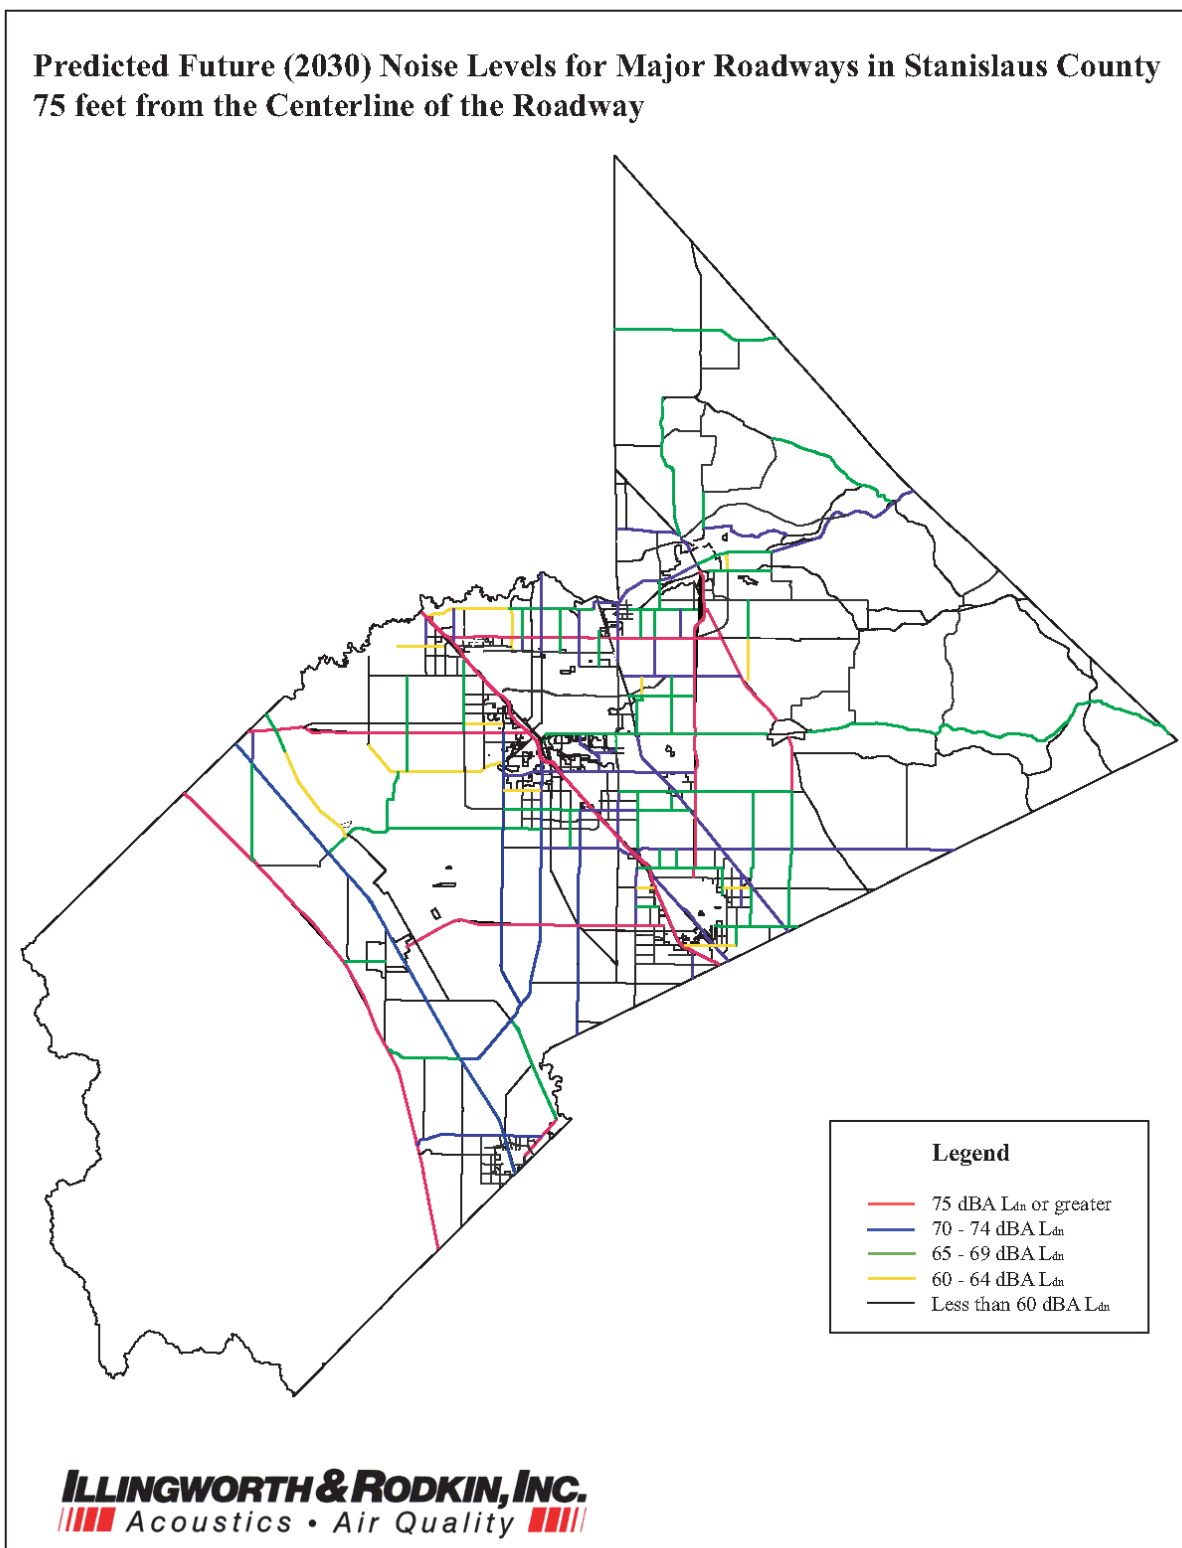 Predicted Future (2030) Noise Levels for Major Roadways in Stanislaus County
75 feet from the Centerline of the Roadway
Legend
75 dBA Ldn or greater
70 - 74 dBA Ldn
65 - 69 dBA Ldn
60 - 64 dBA Ldn
Less than 60 dBA Ldn
ILLINGWORTH & RODKIN, INC.
Acoustics • Air Quality